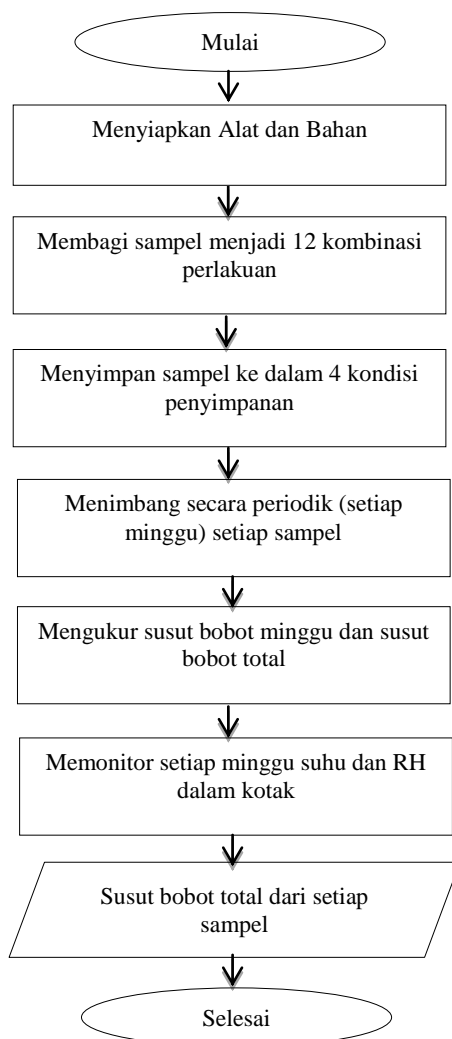 Mulai
Menyiapkan Alat dan Bahan
Membagi sampel menjadi 12 kombinasi
perlakuan
Menyimpan sampel ke dalam 4 kondisi
penyimpanan
Menimbang secara periodik (setiap
minggu) setiap sampel
Mengukur susut bobot minggu dan susut
bobot total
Memonitor setiap minggu suhu dan RH
dalam kotak
Susut bobot total dari setiap
sampel
Selesai